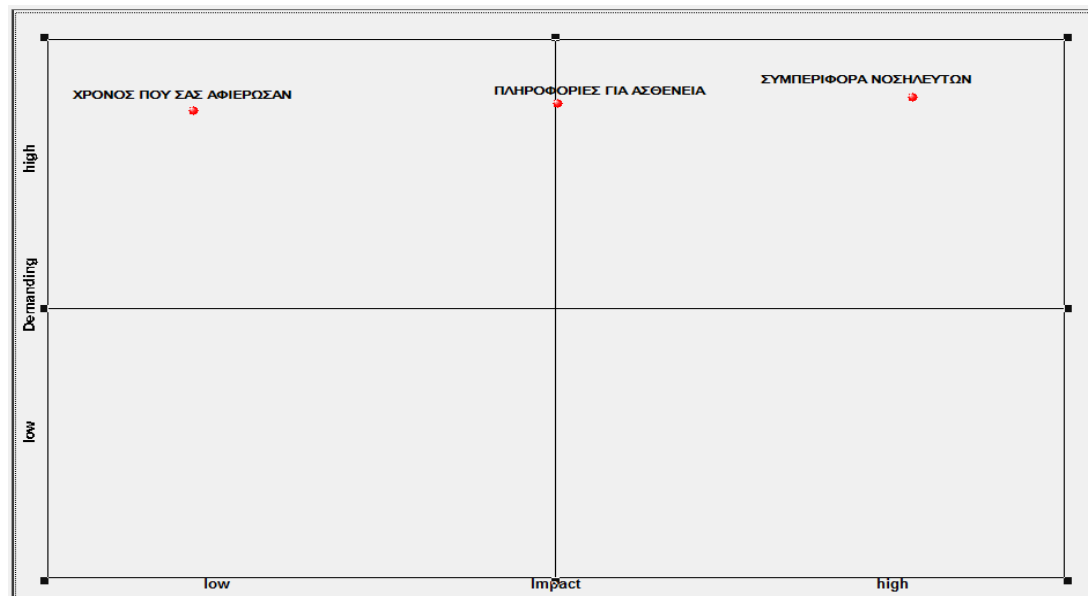 ΧΡΟΝΟΣ ΠΟΥ ΣΑΣ ΑΦΙΕΡΩΣΑΝ
ΠΛΗΡΟΦΟΡΙΕΣ ΓΙΑ ΑΣΘΕΝΕΙΑ
ΣΥΜΠΕΡΙΦΟΡΑ ΝΟΣΗΛΕΥΤΩΝ
high
Demanding
low
low
Impact
high